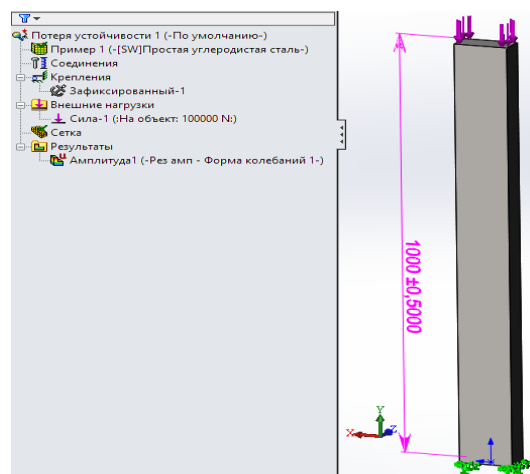 Потеря устойчивости 1 (-По умолчанию-)
Пример 1 (-[SW]Простая углеродистая сталь-)
Соединения
Крепления
Зафиксированный-1
Внешние нагрузки
Сила-1 (:На объект: 100000 N:)
Сетка
Результаты
Амплитуда1 (-Рез амп - Форма колебаний 1-)
1000 ±0,5000
Y
X
Z